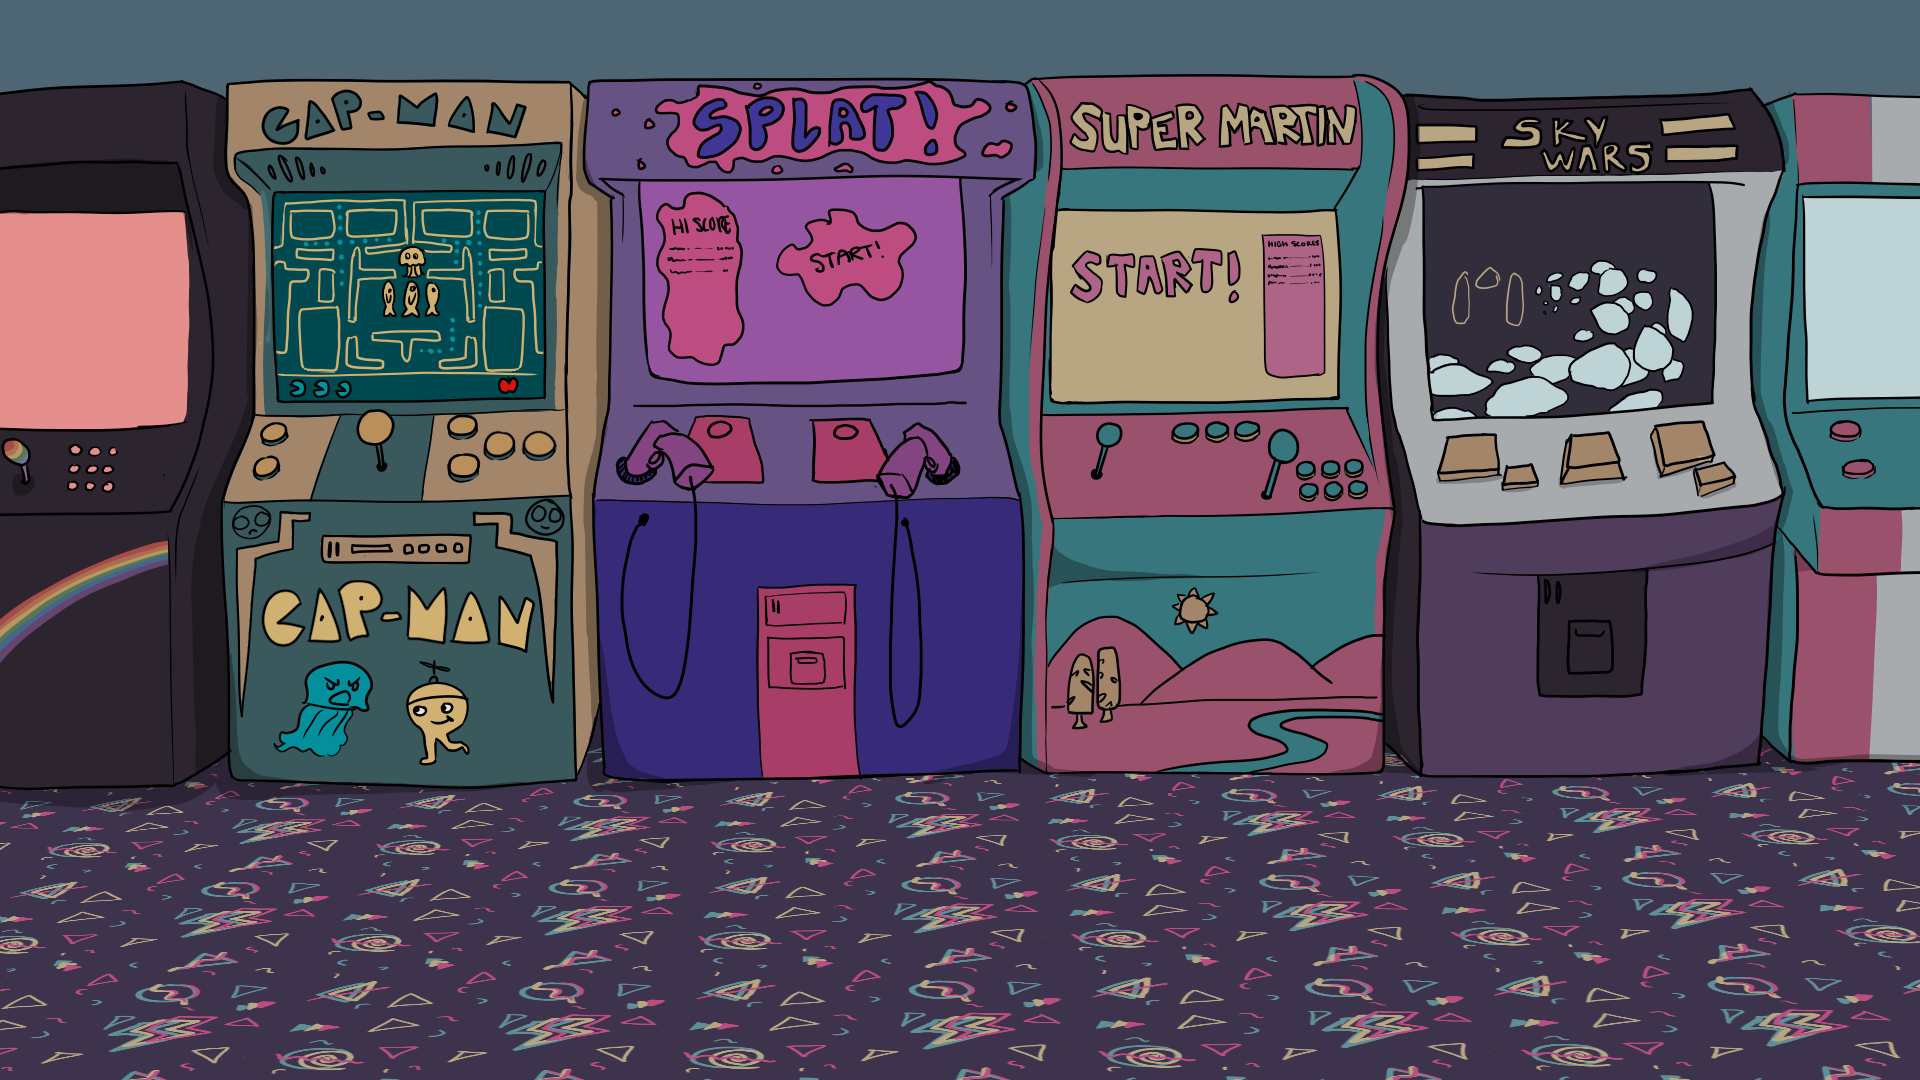 CAP-MAN
CAP-MAN
SPLAT!
HI SCORE
START!
SUPER MARTIN
START!
HIGH SCORES
SKY
WARS